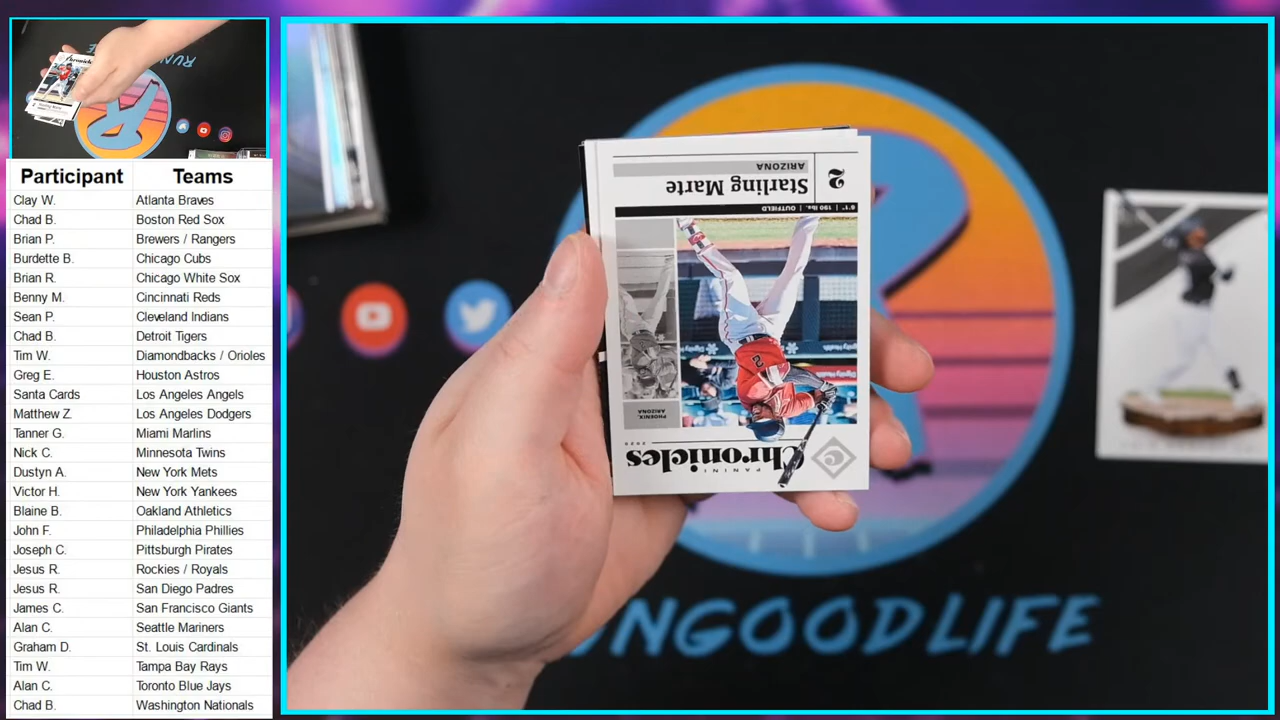 Participant Teams
Clay W. Atlanta Braves
Chad B. Boston Red Sox
Brian P. Brewers / Rangers
Burdette B. Chicago Cubs
Brian R. Chicago White Sox
Benny M. Cincinnati Reds
Sean P. Cleveland Indians
Chad B. Detroit Tigers
Tim W. Diamondbacks / Orioles
Greg E. Houston Astros
Santa Cards Los Angeles Angels
Matthew Z. Los Angeles Dodgers
Tanner G. Miami Marlins
Nick C. Minnesota Twins
Dustyn A. New York Mets
Victor H. New York Yankees
Blaine B. Oakland Athletics
John F. Philadelphia Phillies
Joseph C. Pittsburgh Pirates
Jesus R. Rockies / Royals
Jesus R. San Diego Padres
James C. San Francisco Giants
Alan C. Seattle Mariners
Graham D. St. Louis Cardinals
Tim W. Tampa Bay Rays
Alan C. Toronto Blue Jays
Chad B. Washington Nationals
PANINI
Chronicles
2020
PHOENIX,
ARIZONA
2
6'1" | 190 lbs. | OUTFIELD
Starling Marte
2
ARIZONA
UNGOODLIFE